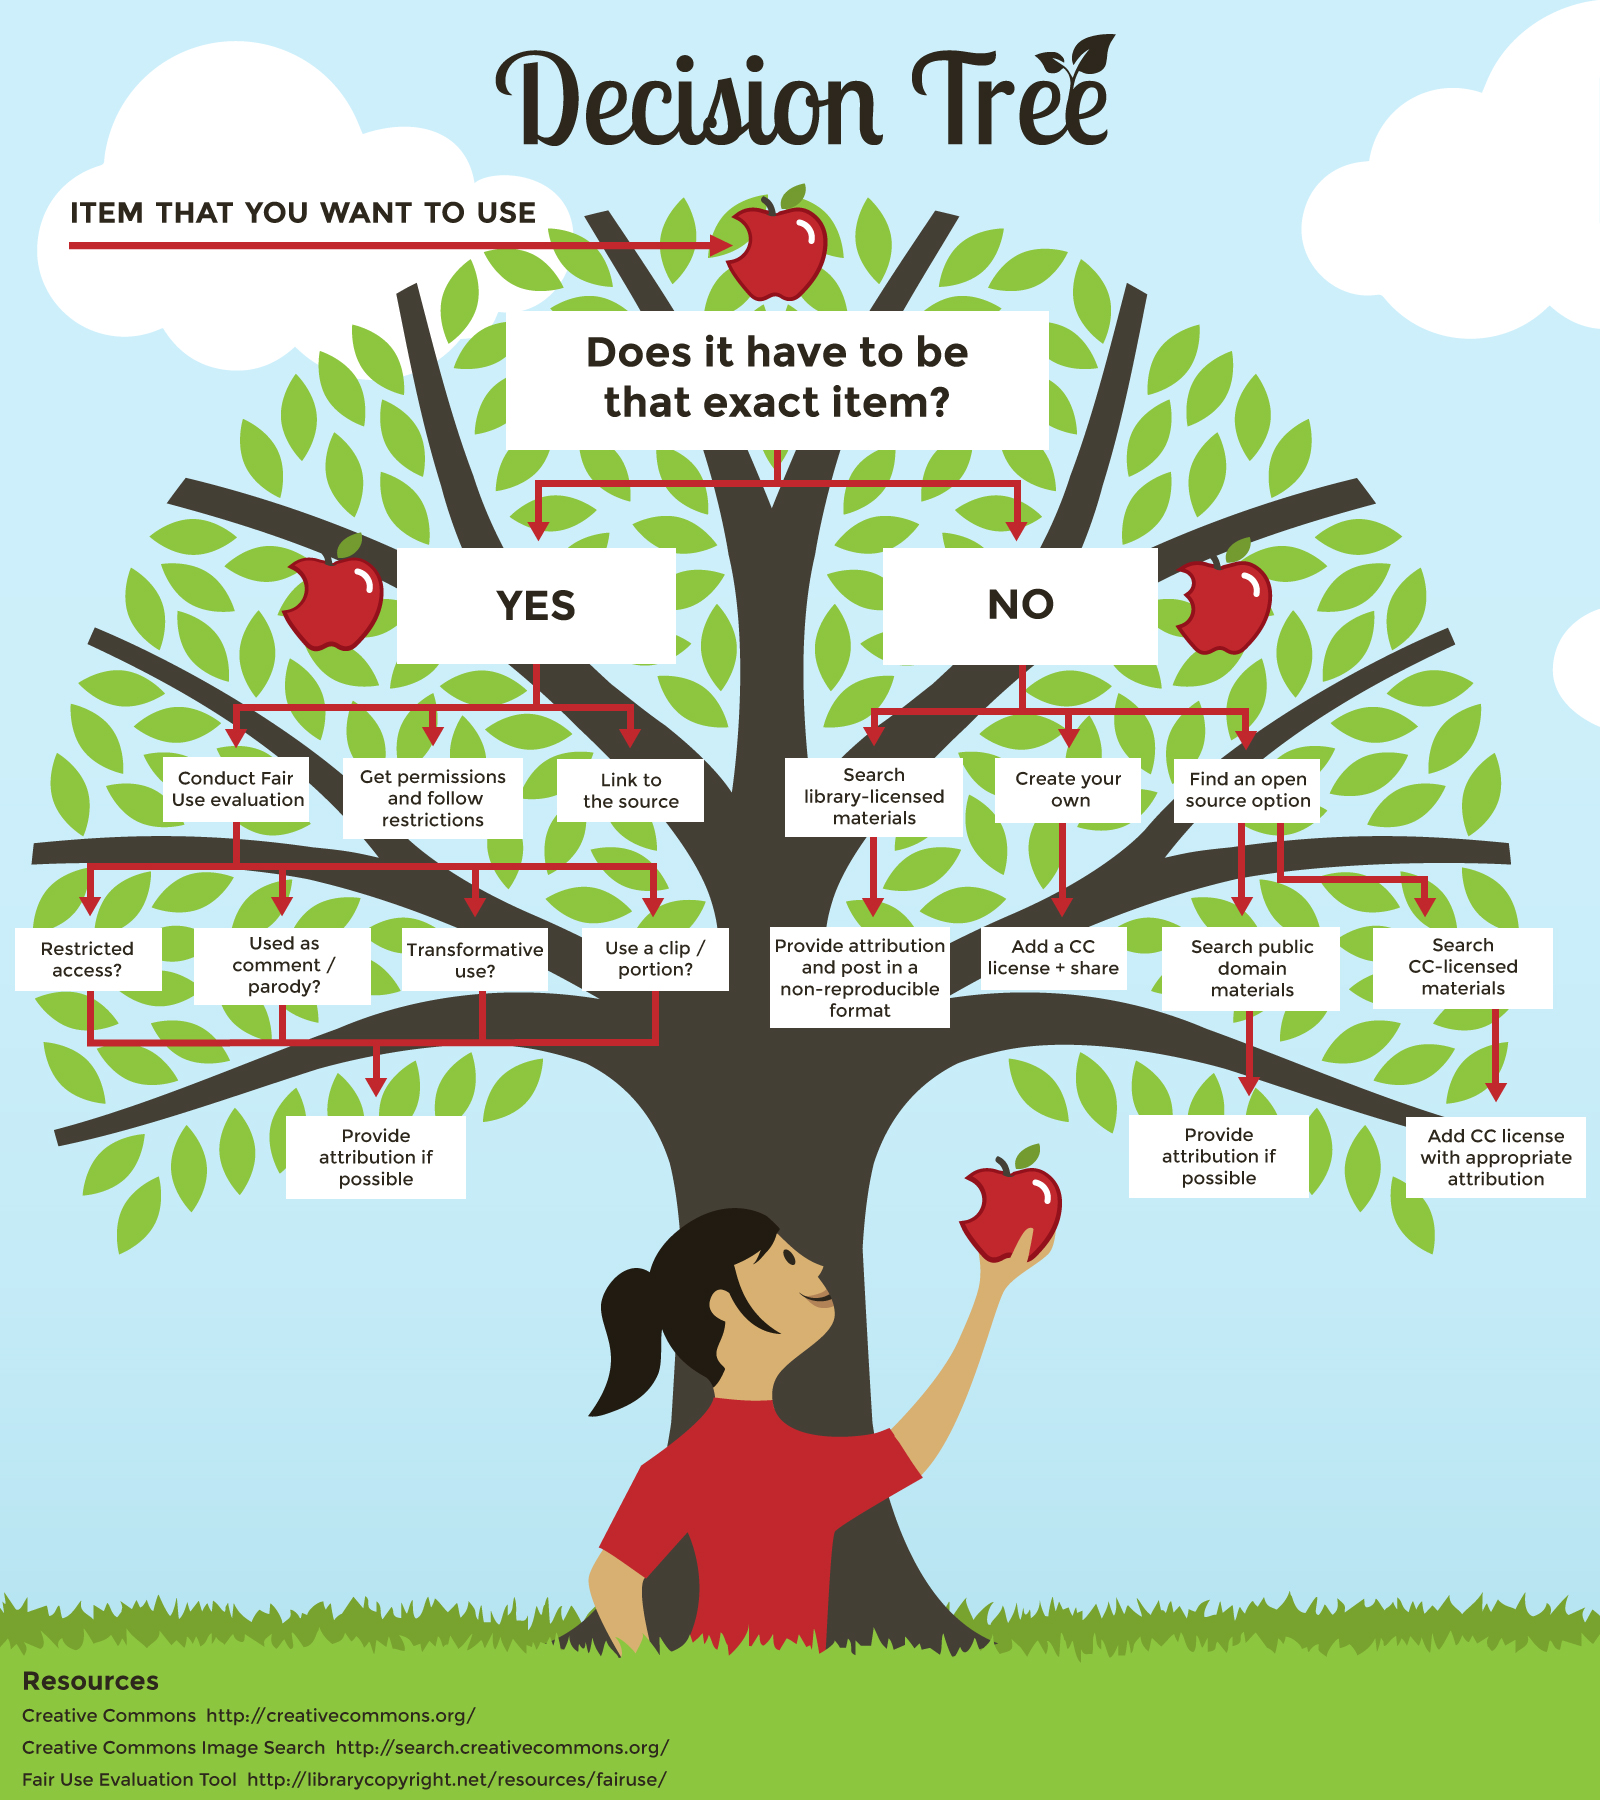 Decision Tree
ITEM THAT YOU WANT TO USE
Does it have to be
that exact item?
YES
NO
Conduct Fair
Use evaluation
Get permissions
and follow
restrictions
Link to
the source
Search
library-licensed
materials
Create your
own
Find an open
source option
Restricted
access?
Used as
comment /
parody?
Transformative
use?
Use a clip /
portion?
Provide attribution
and post in a
non-reproducible
format
Add a CC
license + share
Search public
domain
materials
Search
CC-licensed
materials
Provide
attribution if
possible
Provide
attribution if
possible
Add CC license
with appropriate
attribution
Resources
Creative Commons http://creativecommons.org/
Creative Commons Image Search http://search.creativecommons.org/
Fair Use Evaluation Tool http://librarycopyright.net/resources/fairuse/